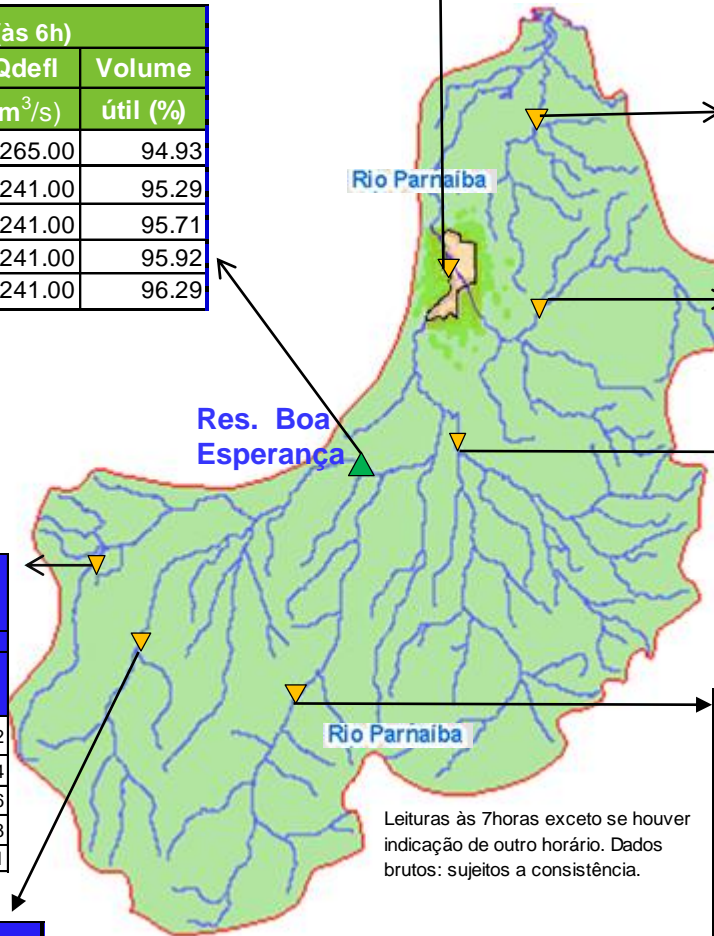 às 6h)
Qdefl Volume
m³/s) útil (%)
265.00 94.93
241.00 95.29
241.00 95.71
241.00 95.92
241.00 96.29
Rio Parnaíba
Res. Boa
Esperança
Rio Parnaíba
Leituras às 7horas exceto se houver
indicação de outro horário. Dados
brutos: sujeitos a consistência.